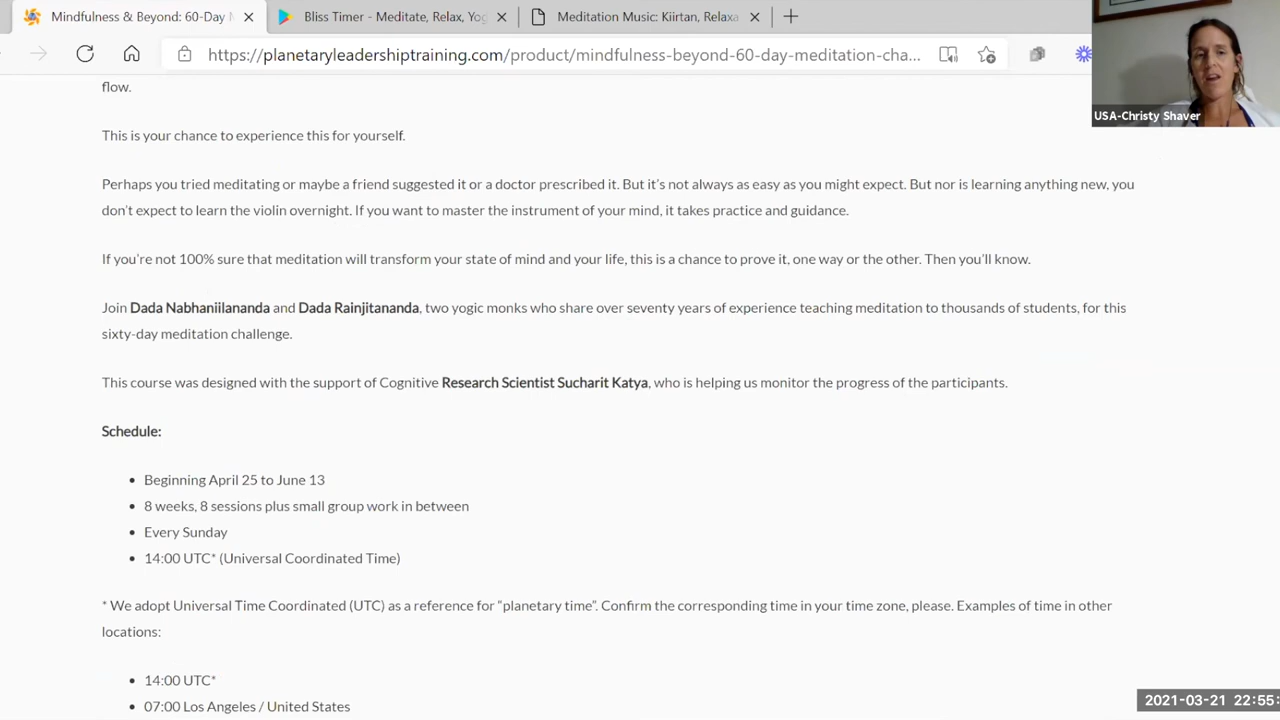 Mindfulness & Beyond: 60-Day
Bliss Timer - Meditate, Relax, Yog
Meditation Music: Kiirtan, Relaxa
https://planetaryleadershiptraining.com/product/mindfulness-beyond-60-day-meditation-cha...
USA-Christy Shaver
flow.
This is your chance to experience this for yourself.
Perhaps you tried meditating or maybe a friend suggested it or a doctor prescribed it. But it's not always as easy as you might expect. But nor is learning anything new, you
don't expect to learn the violin overnight. If you want to master the instrument of your mind, it takes practice and guidance.
If you're not 100% sure that meditation will transform your state of mind and your life, this is a chance to prove it, one way or the other. Then you'll know.
Join Dada Nabhaniilananda and Dada Rainjitananda, two yogic monks who share over seventy years of experience teaching meditation to thousands of students, for this
sixty-day meditation challenge.
This course was designed with the support of Cognitive Research Scientist Sucharit Katya, who is helping us monitor the progress of the participants.
Schedule:
• Beginning April 25 to June 13
• 8 weeks, 8 sessions plus small group work in between
• Every Sunday
• 14:00 UTC* (Universal Coordinated Time)
* We adopt Universal Time Coordinated (UTC) as a reference for "planetary time". Confirm the corresponding time in your time zone, please. Examples of time in other
locations:
• 14:00 UTC*
• 07:00 Los Angeles / United States
2021-03-21 22:55: